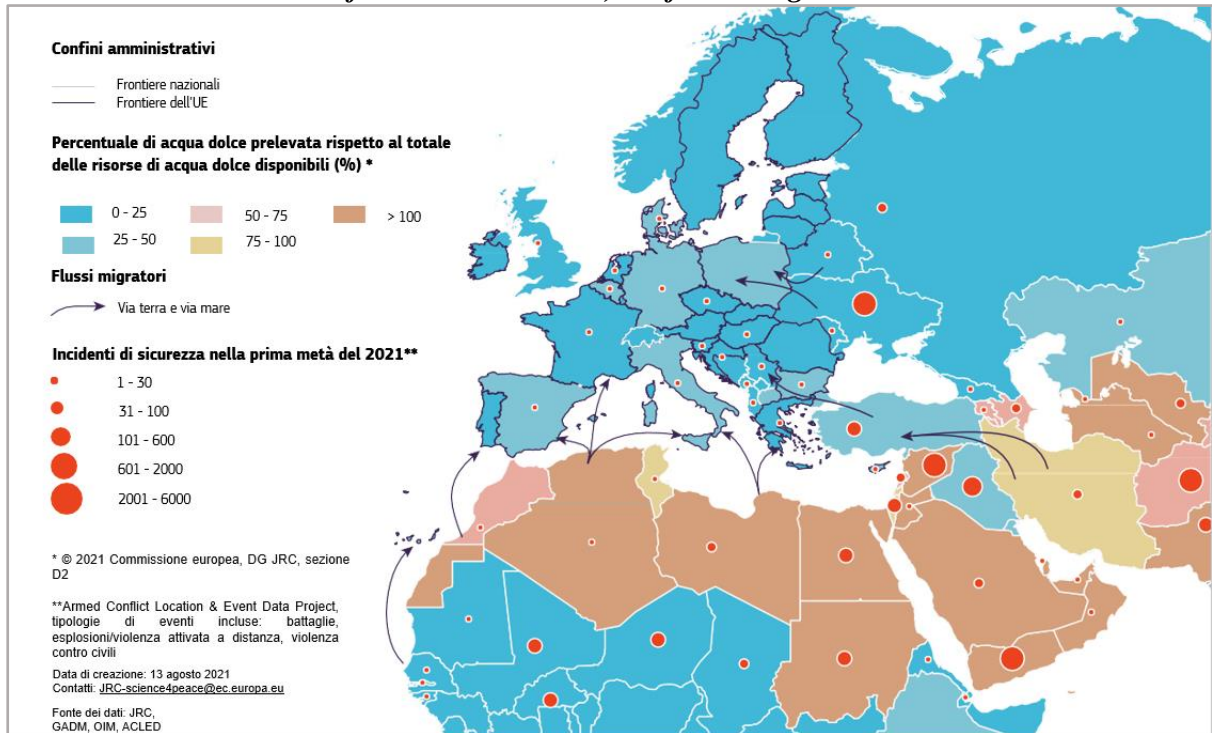 Confini amministrativi
Frontiere nazionali
Frontiere dell'UE
Percentuale di acqua dolce prelevata rispetto al totale
delle risorse di acqua dolce disponibili (%) *
0 - 25
50 - 75
> 100
25 - 50
75 - 100
Flussi migratori
Via terra e via mare
Incidenti di sicurezza nella prima metà del 2021**
1 - 30
31 - 100
101 - 600
601 - 2000
2001 - 6000
* © 2021 Commissione europea, DG JRC, sezione
D2
**Armed Conflict Location & Event Data Project,
tipologie di eventi incluse: battaglie,
esplosioni/violenza attivata a distanza, violenza
contro civili
Data di creazione: 13 agosto 2021
Contatti: JRC-science4peace@ec.europa.eu
Fonte dei dati: JRC,
GADM, OIM, ACLED